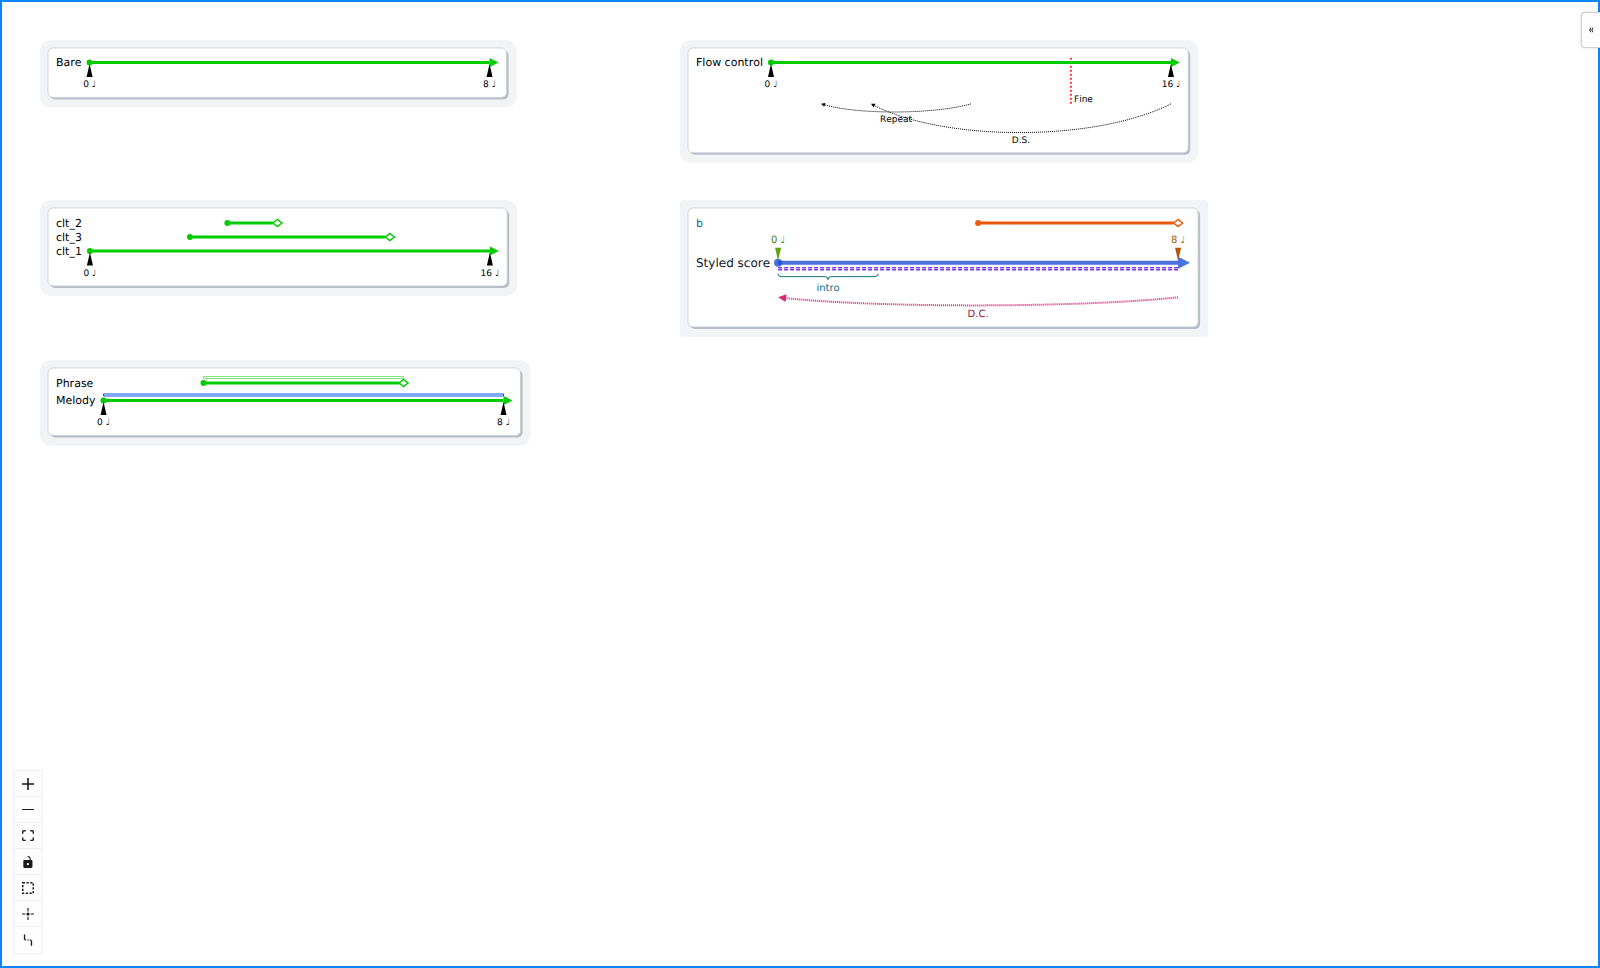 Bare
0 ♩ 8 ♩
Flow control
0 ♩ 16 ♩
Fine
Repeat
D.S.
clt_2
clt_3
clt_1
0 ♩ 16 ♩
b
0 ♩ 8 ♩
Styled score
intro
D.C.
Phrase
Melody
0 ♩ 8 ♩
«